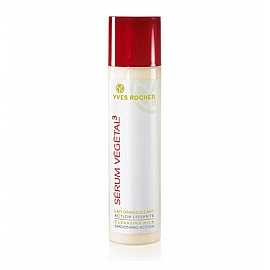 YVES ROCHER
SÉRUM VÉGÉTAL³
LAIT DÉMAQUILLANT
ACTION LISSANTE
CLEANSING MILK
SMOOTHING ACTION